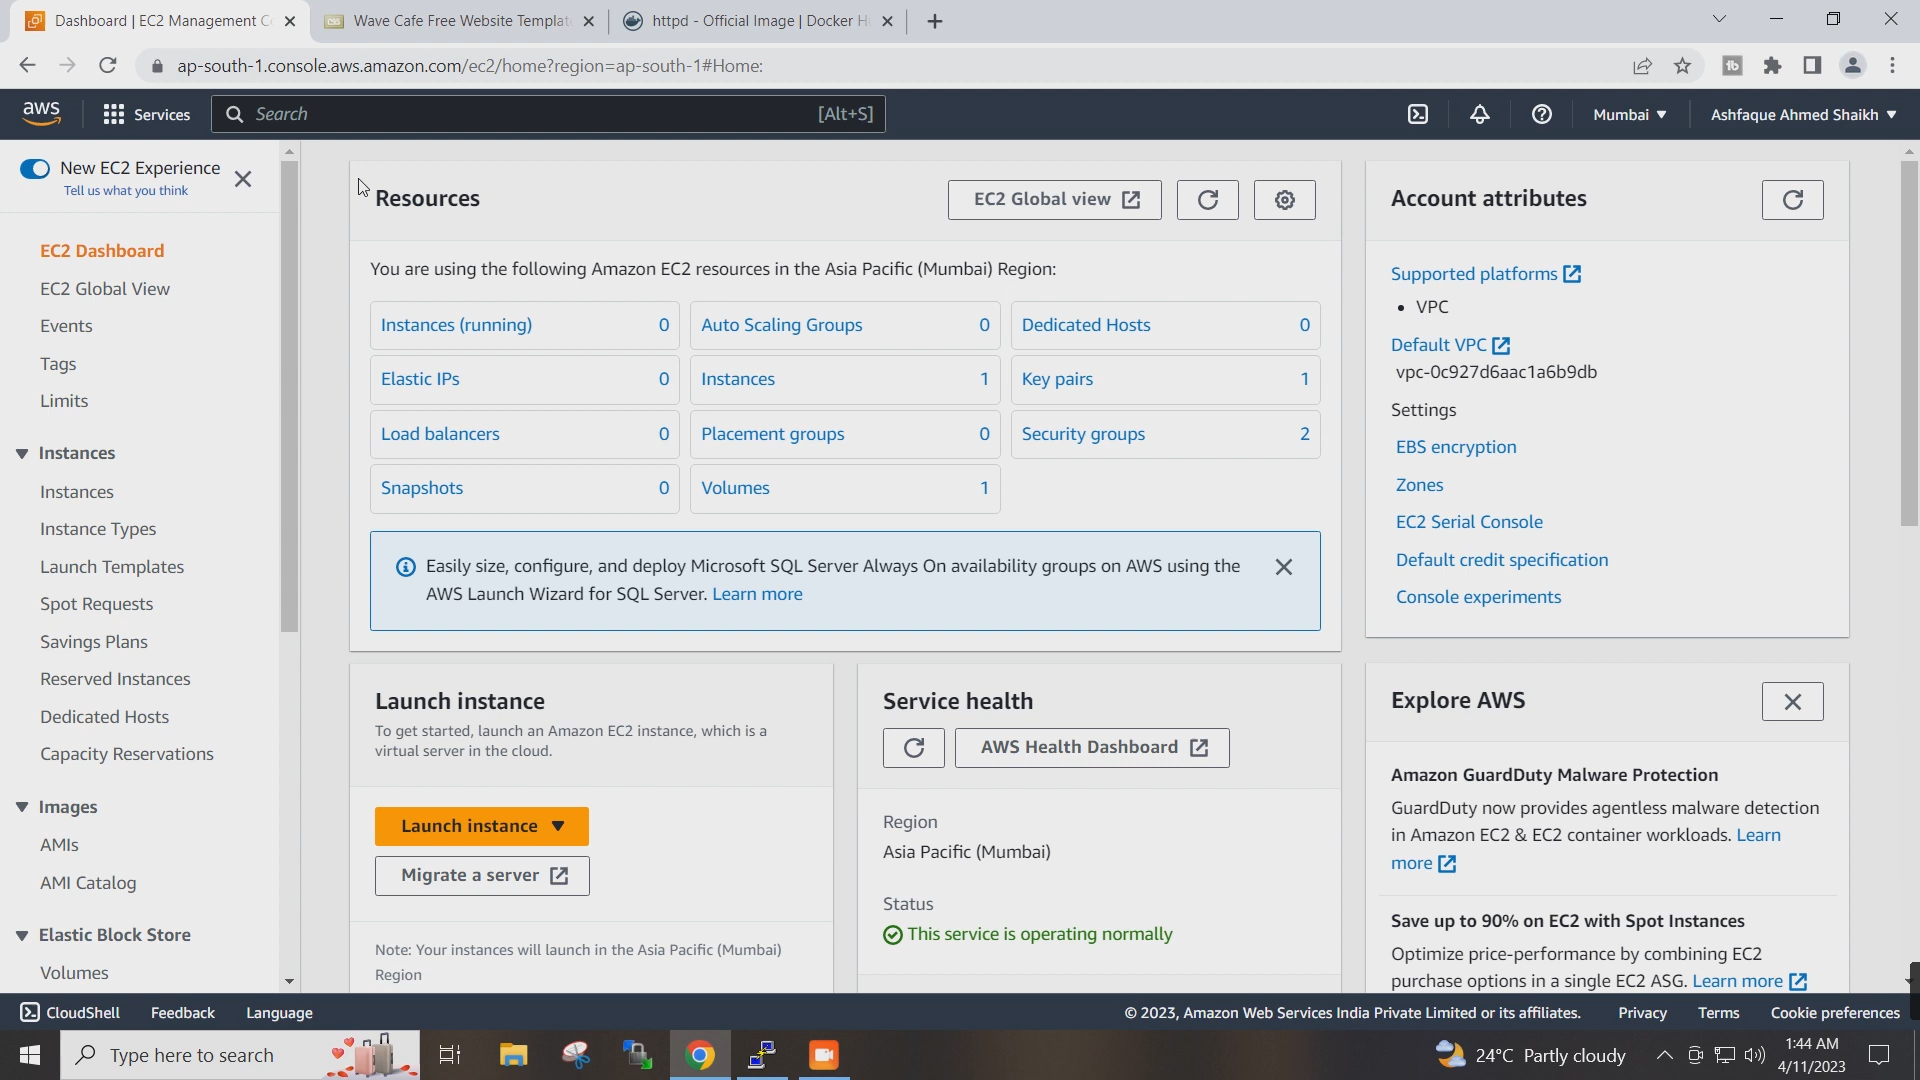 Dashboard | EC2 Management C
Wave Cafe Free Website Templat
httpd - Official Image | Docker H
ap-south-1.console.aws.amazon.com/ec2/home?region=ap-south-1#Home:
aws
Services
Search
[Alt+S]
Mumbai
Ashfaque Ahmed Shaikh
New EC2 Experience
Tell us what you think
EC2 Dashboard
EC2 Global View
Events
Tags
Limits
Instances
Instances
Instance Types
Launch Templates
Spot Requests
Savings Plans
Reserved Instances
Dedicated Hosts
Capacity Reservations
Images
AMIs
AMI Catalog
Elastic Block Store
Volumes
Resources
EC2 Global view
You are using the following Amazon EC2 resources in the Asia Pacific (Mumbai) Region:
Instances (running) 0
Auto Scaling Groups 0
Dedicated Hosts 0
Elastic IPs 0
Instances 1
Key pairs 1
Load balancers 0
Placement groups 0
Security groups 2
Snapshots 0
Volumes 1
Easily size, configure, and deploy Microsoft SQL Server Always On availability groups on AWS using the
AWS Launch Wizard for SQL Server. Learn more
Launch instance
To get started, launch an Amazon EC2 instance, which is a
virtual server in the cloud.
Launch instance
Migrate a server
Note: Your instances will launch in the Asia Pacific (Mumbai)
Region
Service health
AWS Health Dashboard
Region
Asia Pacific (Mumbai)
Status
This service is operating normally
Account attributes
Supported platforms
• VPC
Default VPC
vpc-0c927d6aac1a6b9db
Settings
EBS encryption
Zones
EC2 Serial Console
Default credit specification
Console experiments
Explore AWS
Amazon GuardDuty Malware Protection
GuardDuty now provides agentless malware detection
in Amazon EC2 & EC2 container workloads. Learn
more
Save up to 90% on EC2 with Spot Instances
Optimize price-performance by combining EC2
purchase options in a single EC2 ASG. Learn more
CloudShell
Feedback
Language
© 2023, Amazon Web Services India Private Limited or its affiliates.
Privacy
Terms
Cookie preferences
Type here to search
24°C Partly cloudy
1:44 AM
4/11/2023